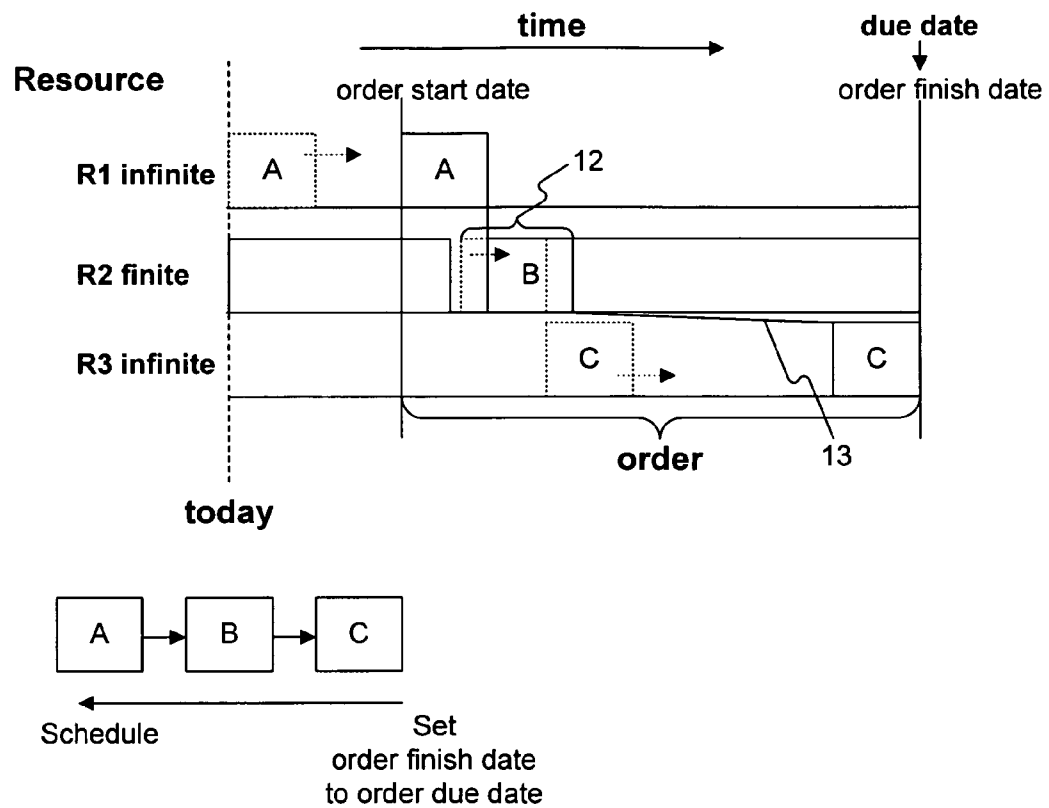 time
due date
Resource
order start date
order finish date
R1 infinite
A
A
12
R2 finite
B
R3 infinite
C
C
order
13
today
A
B
C
Schedule
Set
order finish date
to order due date